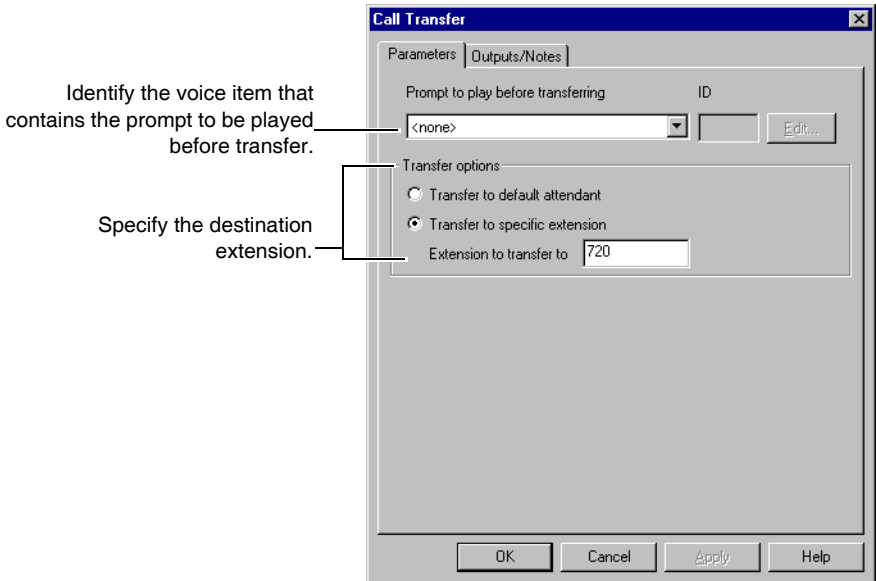 Call Transfer
Parameters
Outputs/Notes
Identify the voice item that
contains the prompt to be played
before transfer.
Prompt to play before transferring
ID
<none>
Edit...
Transfer options
Transfer to default attendant
Specify the destination
extension.
Transfer to specific extension
Extension to transfer to
720
OK
Cancel
Apply
Help